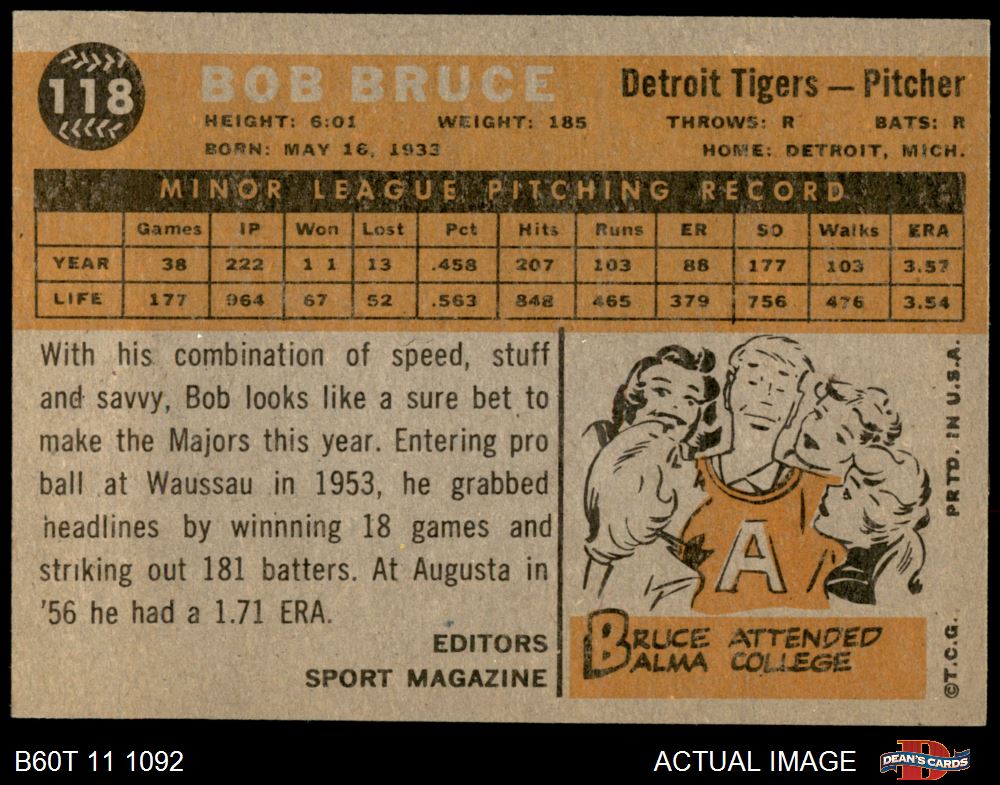 118
BOB BRUCE
Detroit Tigers — Pitcher
HEIGHT: 6:01 WEIGHT: 185 THROWS: R BATS: R
BORN: MAY 16, 1933 HOME: DETROIT, MICH.
MINOR LEAGUE PITCHING RECORD
Games IP Won Lost Pct Hits Runs ER SO Walks ERA
YEAR 38 222 11 13 .458 207 103 88 177 103 3.57
LIFE 177 964 67 52 .563 848 465 379 756 476 3.54
With his combination of speed, stuff
and savvy, Bob looks like a sure bet to
make the Majors this year. Entering pro
ball at Waussau in 1953, he grabbed
headlines by winnning 18 games and
striking out 181 batters. At Augusta in
'56 he had a 1.71 ERA.
EDITORS
SPORT MAGAZINE
A
BRUCE ATTENDED
ALMA COLLEGE
©T.C.G. PRTD. IN U.S.A.
B60T 11 1092
ACTUAL IMAGE
D
DEAN'S CARDS